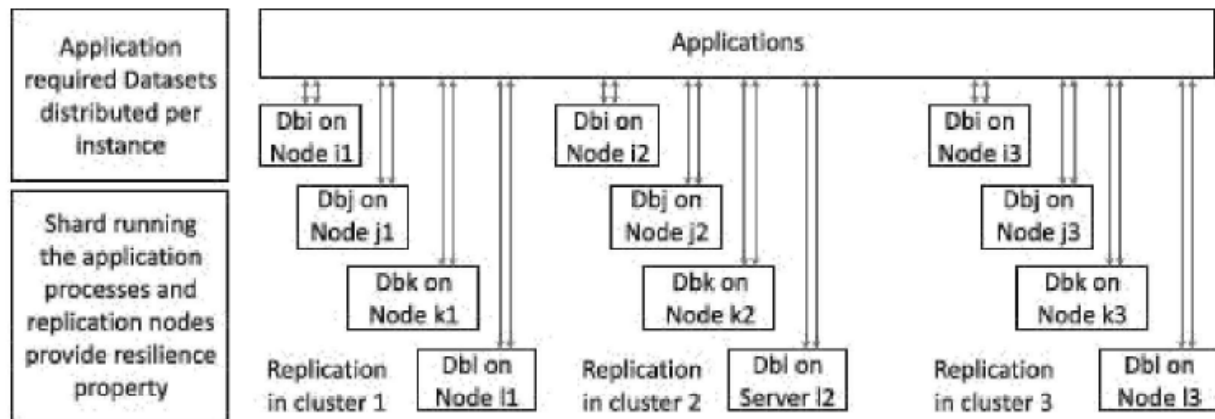 Application
required Datasets
distributed per
instance
Shard running
the application
processes and
replication nodes
provide resilience
property
Applications
Dbi on
Node i1
Dbj on
Node j1
Dbk on
Node k1
Dbl on
Node l1
Replication
in cluster 1
Dbi on
Node i2
Dbj on
Node j2
Dbk on
Node k2
Dbl on
Server l2
Replication
in cluster 2
Dbi on
Node i3
Dbj on
Node j3
Dbk on
Node k3
Dbl on
Node l3
Replication
in cluster 3